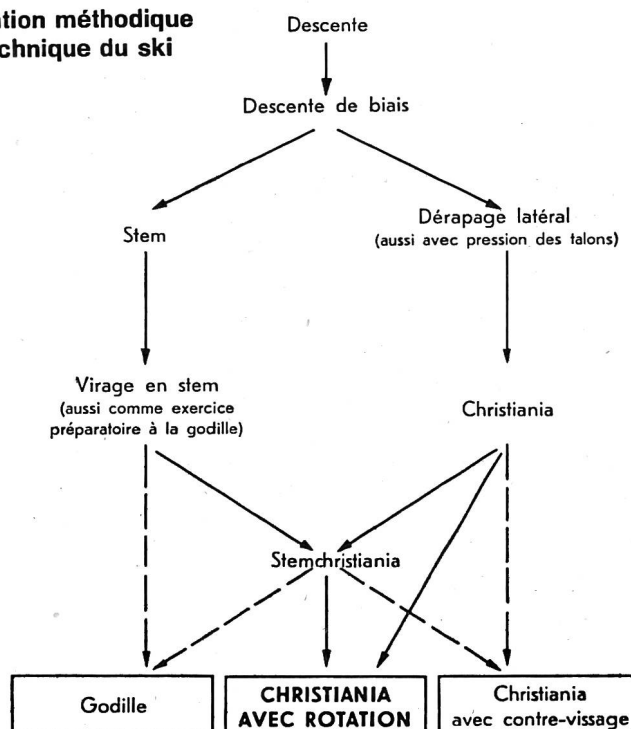 ation méthodique
chnique du ski
Descente
Descente de biais
Stem
Dérapage latéral
(aussi avec pression des talons)
Virage en stem
(aussi comme exercice
préparatoire à la godille)
Christiania
Stemchristiania
Godille
CHRISTIANIA
AVEC ROTATION
Christiania
avec contre-vissage